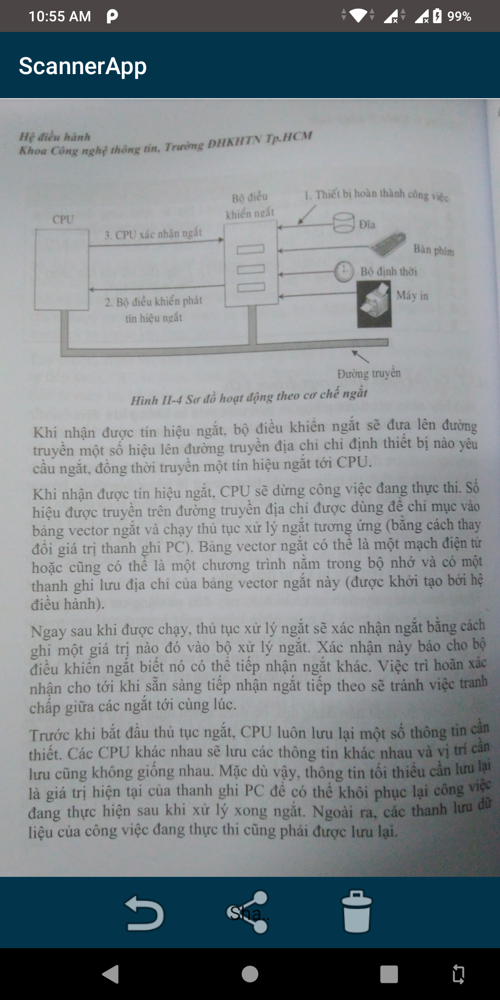 10:55 AM
99%
ScannerApp
Hệ điều hành
Khoa Công nghệ thông tin, Trường ĐHKHTN Tp.HCM
Bộ điều
khiển ngắt
1. Thiết bị hoàn thành công việc
CPU
3. CPU xác nhận ngắt
Đĩa
Bàn phím
Bộ định thời
2. Bộ điều khiển phát
tín hiệu ngắt
Máy in
Đường truyền
Hình II-4 Sơ đồ hoạt động theo cơ chế ngắt
Khi nhận được tín hiệu ngắt, bộ điều khiển ngắt sẽ đưa lên đường
truyền một số hiệu lên đường truyền địa chỉ chỉ định thiết bị nào yêu
cầu ngắt, đồng thời truyền một tín hiệu ngắt tới CPU.
Khi nhận được tín hiệu ngắt, CPU sẽ dừng công việc đang thực thi. Số
hiệu được truyền trên đường truyền địa chỉ được dùng để chỉ mục vào
bảng vector ngắt và chạy thủ tục xử lý ngắt tương ứng (bằng cách thay
đổi giá trị thanh ghi PC). Bảng vector ngắt có thể là một mạch điện tử
hoặc cũng có thể là một chương trình nằm trong bộ nhớ và có một
thanh ghi lưu địa chỉ của bảng vector ngắt này (được khởi tạo bởi hệ
điều hành).
Ngay sau khi được chạy, thủ tục xử lý ngắt sẽ xác nhận ngắt bằng cách
ghi một giá trị nào đó vào bộ xử lý ngắt. Xác nhận này báo cho bộ
điều khiển ngắt biết nó có thể tiếp nhận ngắt khác. Việc trì hoãn xác
nhận cho tới khi sẵn sàng tiếp nhận ngắt tiếp theo sẽ tránh việc tranh
chấp giữa các ngắt tới cùng lúc.
Trước khi bắt đầu thủ tục ngắt, CPU luôn lưu lại một số thông tin cần
thiết. Các CPU khác nhau sẽ lưu các thông tin khác nhau và vị trí cần
lưu cũng không giống nhau. Mặc dù vậy, thông tin tối thiểu cần lưu lại
là giá trị hiện tại của thanh ghi PC để có thể khôi phục lại công việc
đang thực hiện sau khi xử lý xong ngắt. Ngoài ra, các thanh lưu dữ
liệu của công việc đang thực thi cũng phải được lưu lại.
Sha..